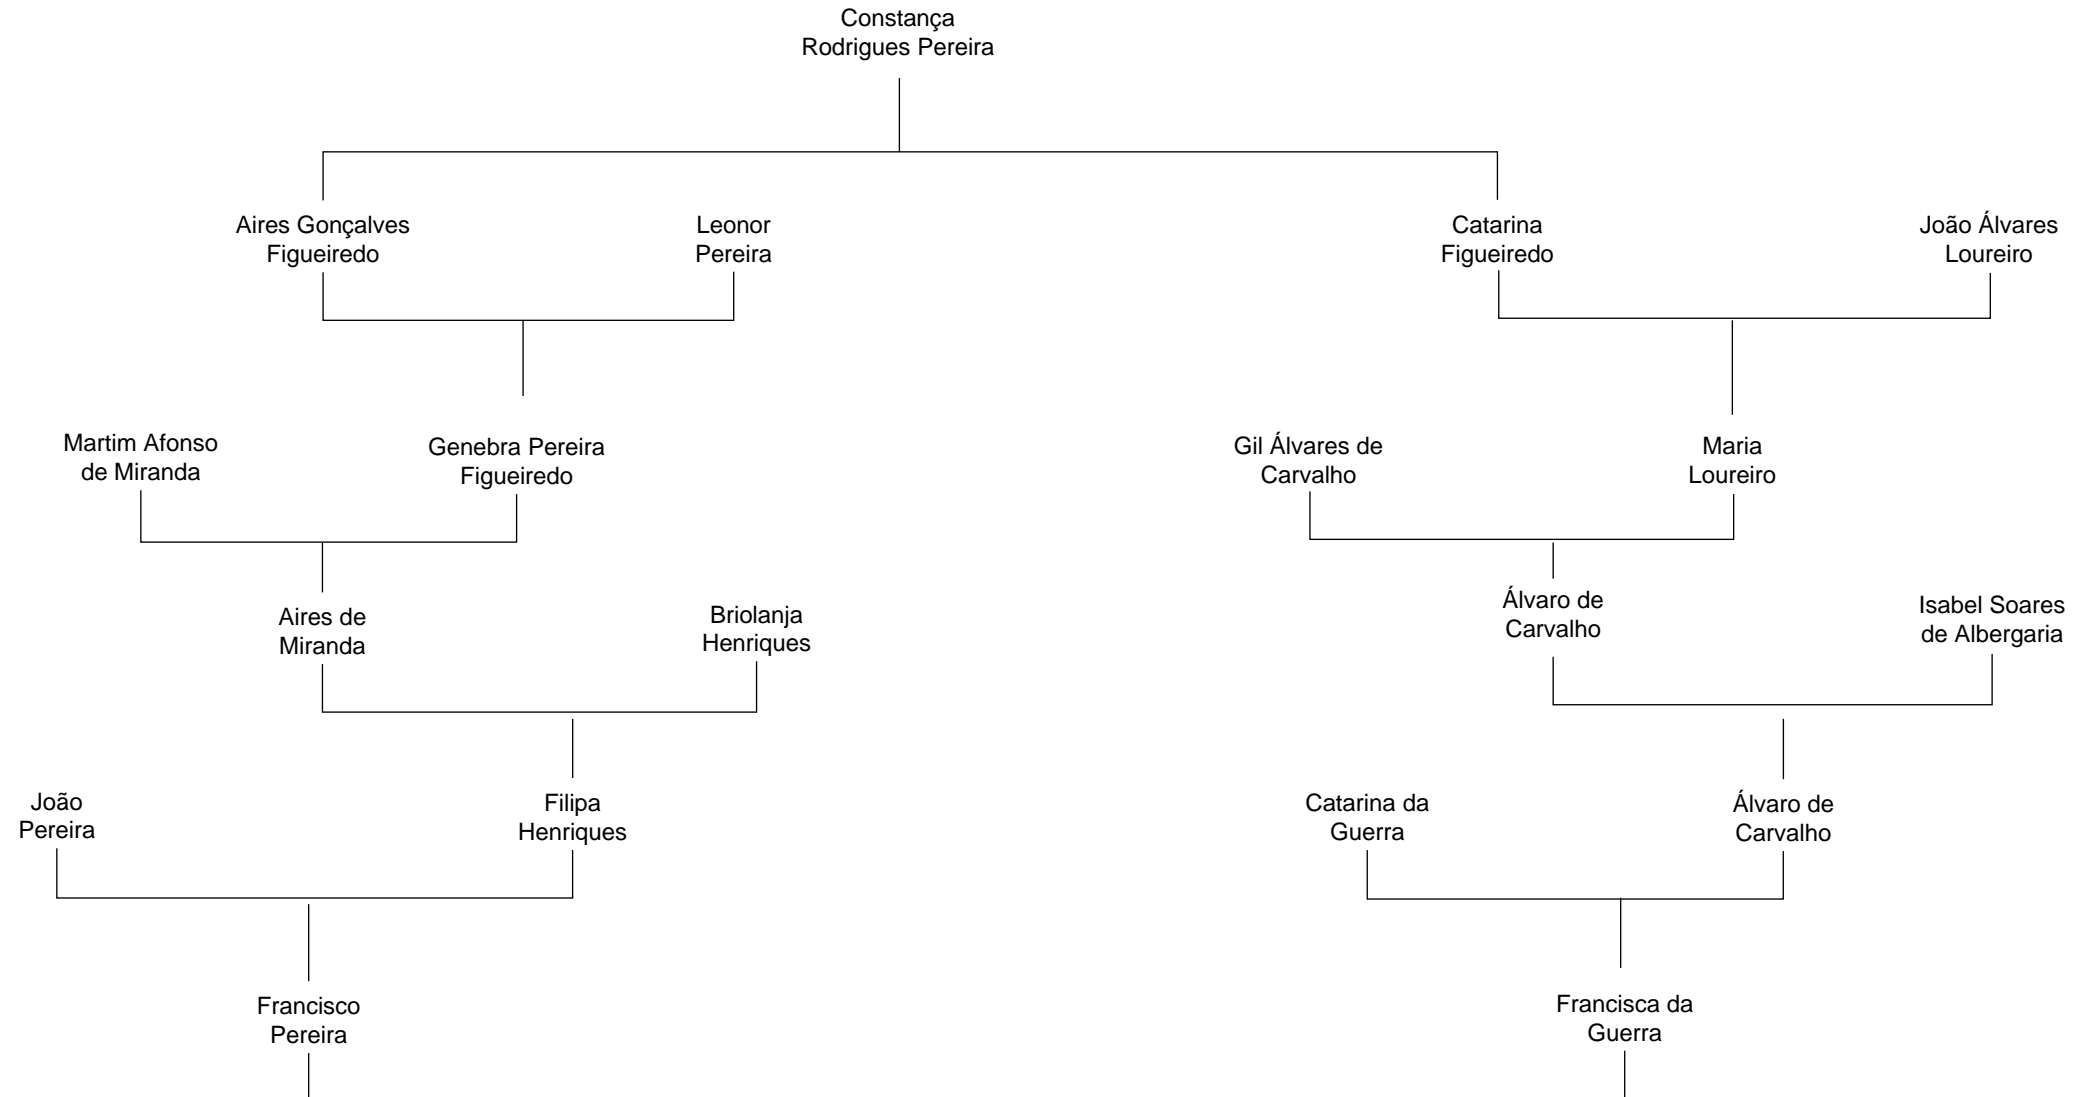 Constança
Rodrigues Pereira
Aires Gonçalves
Figueiredo
Leonor
Pereira
Catarina
Figueiredo
João Álvares
Loureiro
Martim Afonso
de Miranda
Genebra Pereira
Figueiredo
Gil Álvares de
Carvalho
Maria
Loureiro
Aires de
Miranda
Briolanja
Henriques
Álvaro de
Carvalho
Isabel Soares
de Albergaria
João
Pereira
Filipa
Henriques
Catarina da
Guerra
Álvaro de
Carvalho
Francisco
Pereira
Francisca da
Guerra